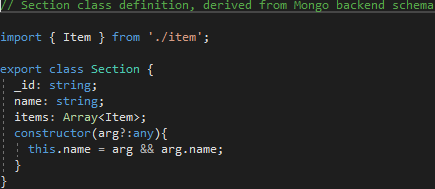 // Section class definition, derived from Mongo backend schema
import { Item } from './item';
export class Section {
_id: string;
name: string;
items: Array<Item>;
constructor(arg?:any){
this.name = arg && arg.name;
}
}